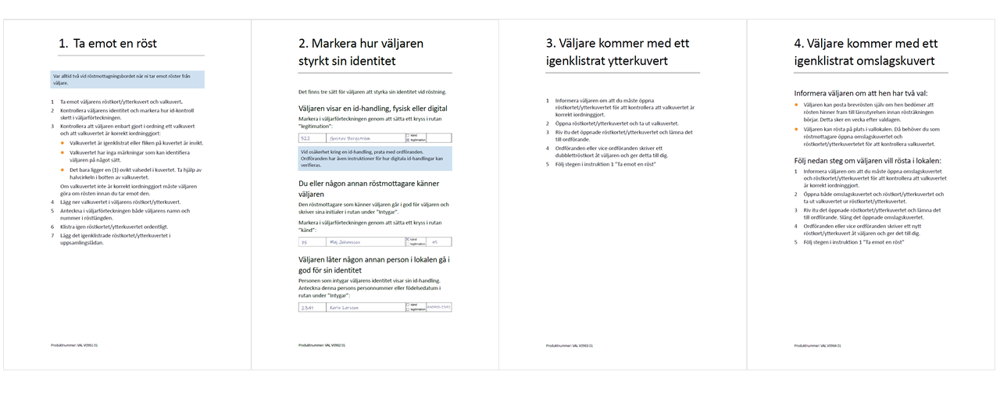 1. Ta emot en röst
Var alltid två vid röstmottagningsbordet när ni tar emot röster från
väljare.
1 Ta emot väljarens röstkort/ytterkuvert och valkuvert.
2 Kontrollera väljarens identitet och markera hur id-kontroll
skett i väljarförteckningen.
3 Kontrollera att väljaren enbart gjort i ordning ett valkuvert
och att valkuvertet är korrekt iordninggjort:
Valkuvertet är igenklistrat eller fliken på kuvertet är invikt.
Valkuvertet har inga märkningar som kan identifiera
väljaren på något sätt.
Det bara ligger en (1) ovikt valsedel i kuvertet. Ta hjälp av
halvcirkeln i botten av valkuvertet.
Om valkuvertet inte är korrekt iordninggjort måste väljaren
göra om rösten innan du tar emot den.
4 Lägg ner valkuvertet i väljarens röstkort/ytterkuvert.
5 Anteckna i väljarförteckningen både väljarens namn och
nummer i röstlängden.
6 Klistra igen röstkortet/ytterkuvertet ordentligt.
7 Lägg det igenklistrade röstkortet/ytterkuvertet i
uppsamlingslådan.
Produktnummer: VAL V0961 01
2. Markera hur väljaren
styrkt sin identitet
Det finns tre sätt för väljaren att styrka sin identitet vid röstning.
Väljaren visar en id-handling, fysisk eller digital
Markera i väljarförteckningen genom att sätta ett kryss i rutan
"legitimation":
522 Gustav Bergström känd
legitimation
Vid osäkerhet kring en id-handling, prata med ordföranden.
Ordföranden har även instruktioner för hur digitala id-handlingar kan
verifieras.
Du eller någon annan röstmottagare känner
väljaren
Den röstmottagare som känner väljaren går i god för väljaren och
skriver sina initialer i rutan under "Intygar".
Markera i väljarförteckningen genom att sätta ett kryss i rutan
"känd":
75 Maj Johansson känd
legitimation
Väljaren låter någon annan person i lokalen gå i
god för sin identitet
Personen som intygar väljarens identitet visar sin id-handling.
Anteckna denna persons personnummer eller födelsedatum i
rutan under "Intygar":
2341 Karin Larsson känd
legitimation
Produktnummer: VAL V0962 01
3. Väljare kommer med ett
igenklistrat ytterkuvert
1 Informera väljaren om att du måste öppna
röstkortet/ytterkuvertet för att kontrollera att valkuvertet är
korrekt iordninggjort.
2 Öppna röstkortet/ytterkuvertet och ta ut valkuvertet.
3 Riv itu det öppnade röstkortet/ytterkuvertet och lämna det
till ordförande.
4 Ordföranden eller vice ordföranden skriver ett
dubblettröstkort åt väljaren och ger detta till dig.
5 Följ stegen i instruktion 1 "Ta emot en röst"
Produktnummer: VAL V0963 01
4. Väljare kommer med ett
igenklistrat omslagskuvert
Informera väljaren om att hen har två val:
Väljaren kan posta brevrösten själv om hen bedömer att
rösten hinner fram till länsstyrelsen innan rösträkningen
börjar. Detta sker en vecka efter valdagen.
Väljaren kan rösta på plats i vallokalen. Då behöver du som
röstmottagare öppna omslagskuvertet och
röstkortet/ytterkuvertetet för att kontrollera valkuvertet.
Följ nedan steg om väljaren vill rösta i lokalen:
1 Informera väljaren om att du måste öppna omslagskuvertet
och röstkortet/ytterkuvertet för att kontrollera att valkuvertet
är korrekt iordninggjort.
2 Öppna både omslagskuvertet och röstkortet/ytterkuvertet och
ta ut valkuvertet ur röstkortet/ytterkuvertet.
3 Riv itu det öppnade röstkortet/ytterkuvertet och lämna det
till ordförande. Släng det öppnade omslagskuvertet.
4 Ordföranden eller vice ordföranden skriver ett nytt
röstkort/ytterkuvert åt väljaren och ger det till dig.
5 Följ stegen i instruktion 1 "Ta emot en röst"
Produktnummer: VAL V0964 01